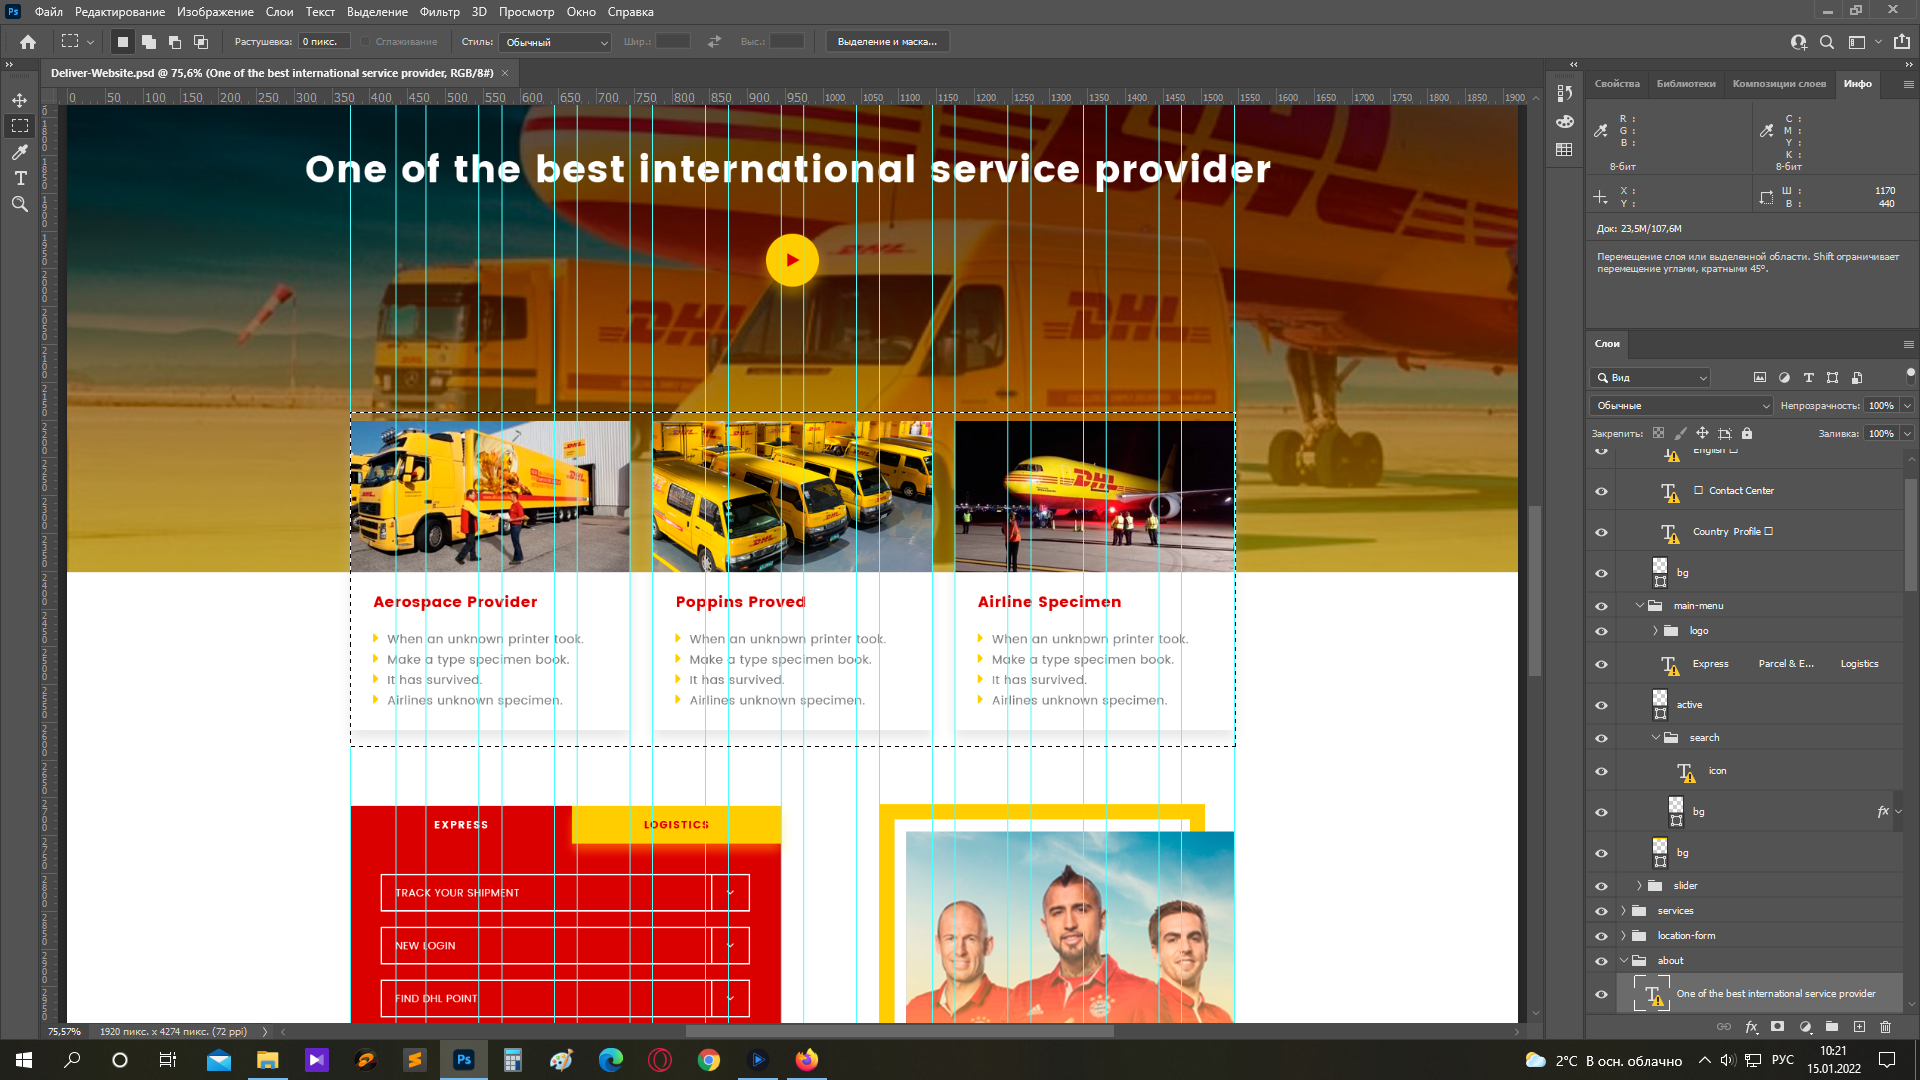 Ps Файл Редактирование Изображение Слои Текст Выделение Фильтр 3D Просмотр Окно Справка
Растушевка: 0 пикс. Сглаживание Стиль: Обычный Шир.: Выс.: Выделение и маска...
Deliver-Website.psd @ 75,6% (One of the best international service provider, RGB/8#) ×
0 50 100 150 200 250 300 350 400 450 500 550 600 650 700 750 800 850 900 950 1000 1050 1100 1150 1200 1250 1300 1350 1400 1450 1500 1550 1600 1650 1700 1750 1800 1850 1900
Свойства Библиотеки Композиции слоев Инфо
R :
G :
B :
8-бит
C :
M :
Y :
K :
8-бит
X :
Y :
Ш : 1170
В : 440
Док: 23,5M/107,6M
Перемещение слоя или выделенной области. Shift ограничивает
перемещение углами, кратными 45º.
One of the best international service provider
DHL
DHL
DHL
DHL
DHL
Aerospace Provider
When an unknown printer took.
Make a type specimen book.
It has survived.
Airlines unknown specimen.
Poppins Proved
When an unknown printer took.
Make a type specimen book.
It has survived.
Airlines unknown specimen.
Airline Specimen
When an unknown printer took.
Make a type specimen book.
It has survived.
Airlines unknown specimen.
EXPRESS
LOGISTICS
TRACK YOUR SHIPMENT
NEW LOGIN
FIND DHL POINT
Слои
Вид
Обычные Непрозрачность: 100%
Закрепить: Заливка: 100%
English
Contact Center
Country Profile
bg
main-menu
logo
Express Parcel & E... Logistics
active
search
icon
bg fx
bg
slider
services
location-form
about
One of the best international service provider
75,57% 1920 пикс. x 4274 пикс. (72 ppi)
2°C В осн. облачно РУС 10:21
15.01.2022